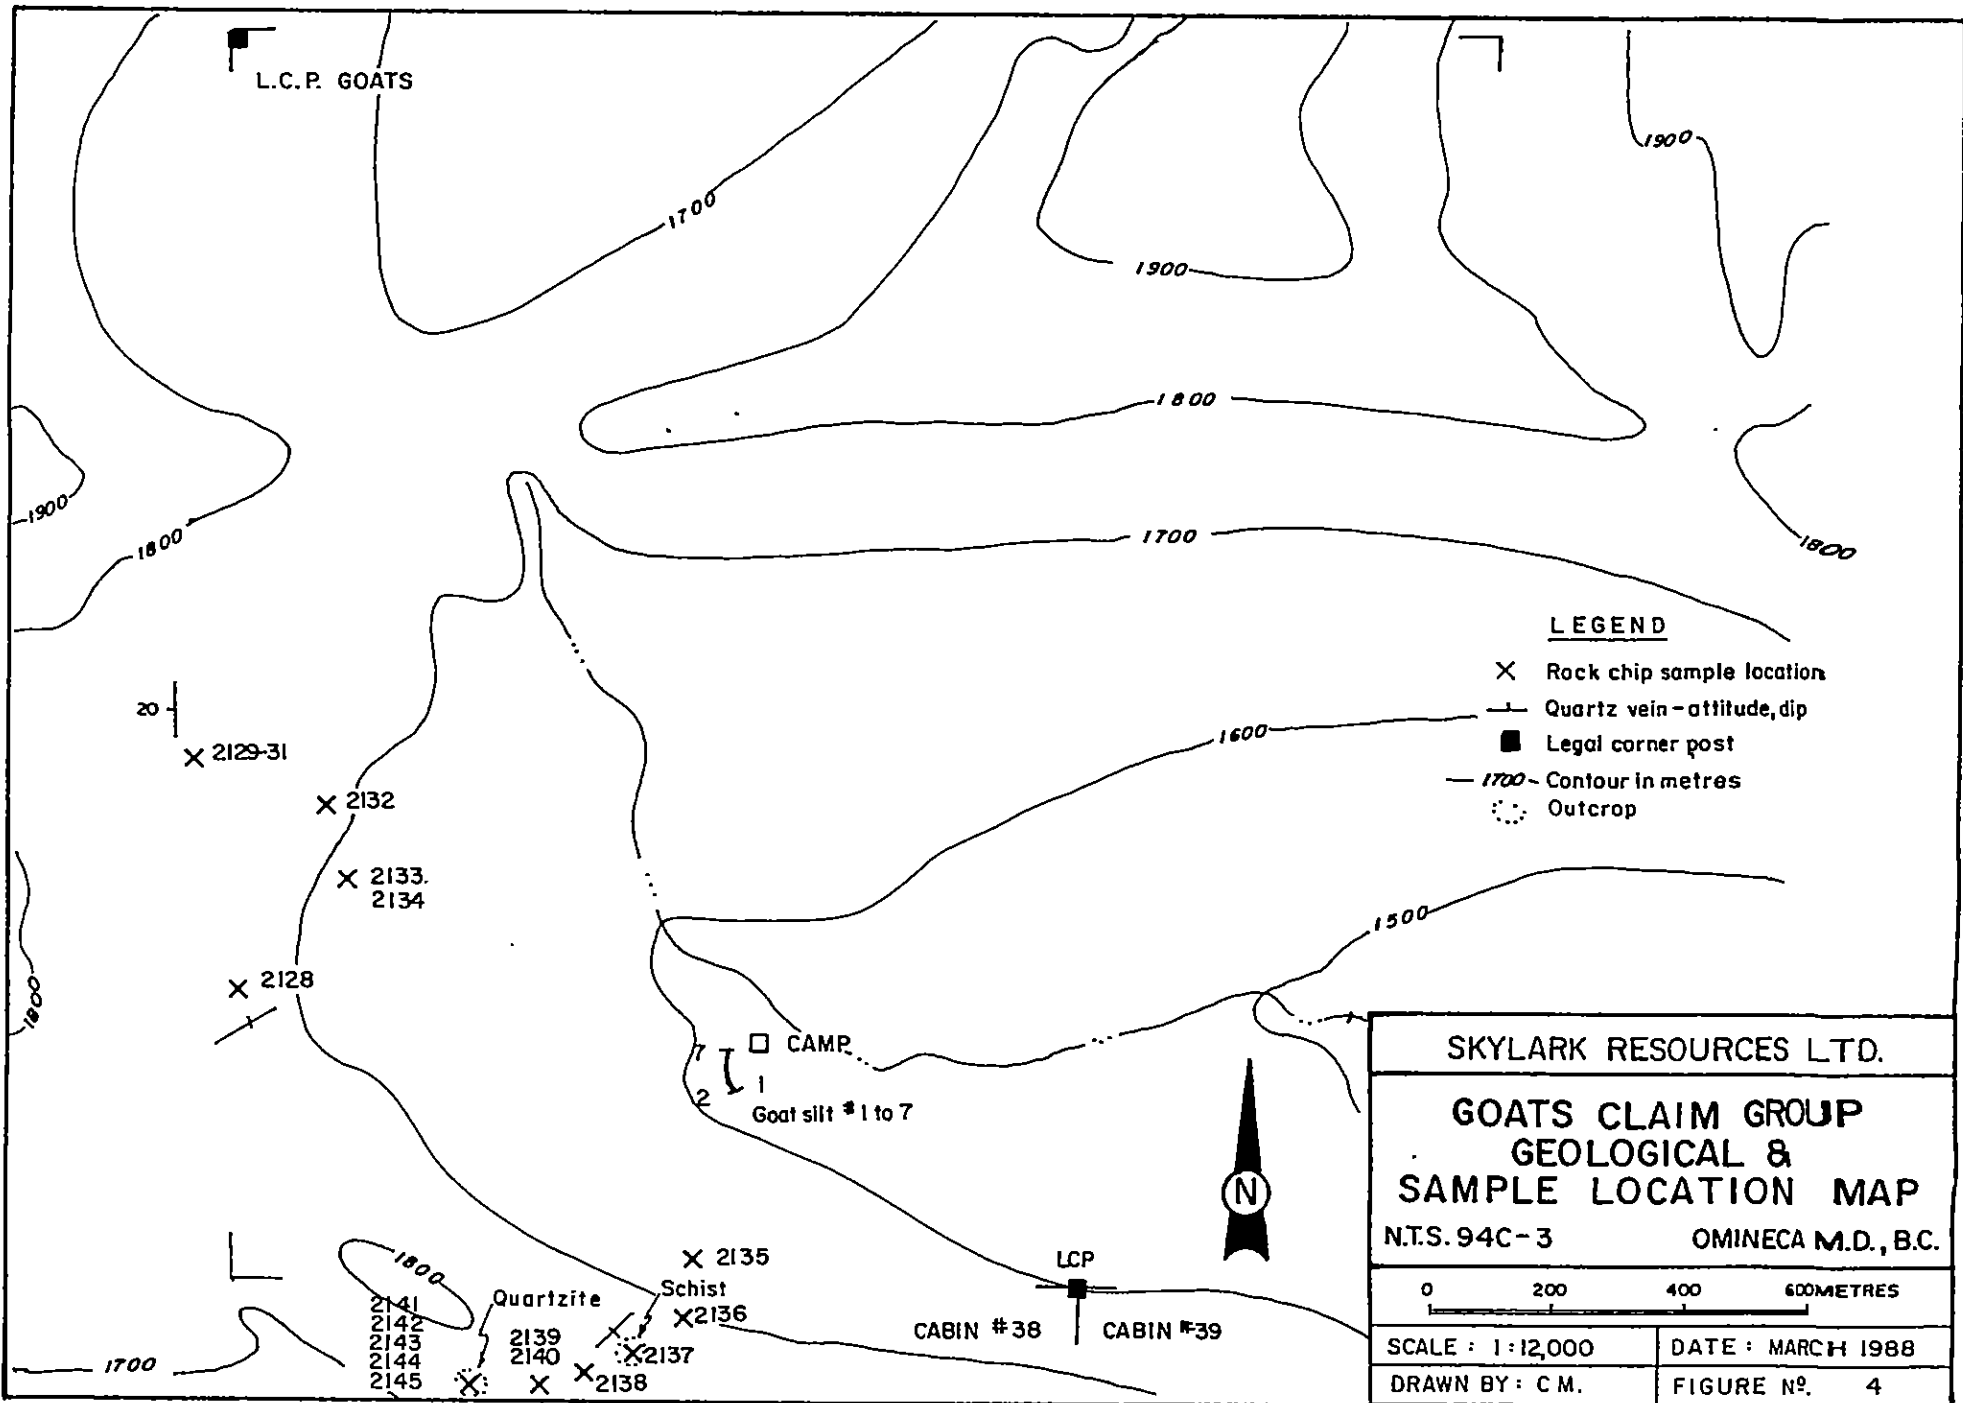 L.C.P. GOATS
1700
1900
1900
1800
1900
1800
1700
1800
LEGEND
Rock chip sample location
Quartz vein-attitude, dip
Legal corner post
1700 - Contour in metres
Outcrop
20
2129-31
2132
2133.
2134
1600
1500
2128
1800
7
CAMP
2
1
Goat silt #1 to 7
N
SKYLARK RESOURCES LTD.
GOATS CLAIM GROUP
GEOLOGICAL &
SAMPLE LOCATION MAP
N.T.S. 94C-3 OMINECA M.D., B.C.
0 200 400 600METRES
SCALE : 1:12,000 DATE : MARCH 1988
DRAWN BY : C M. FIGURE Nº. 4
1800
2135
LCP
Quartzite
Schist
2136
CABIN #38
CABIN #39
2141
2142
2143
2144
2145
2139
2140
2137
2138
1700